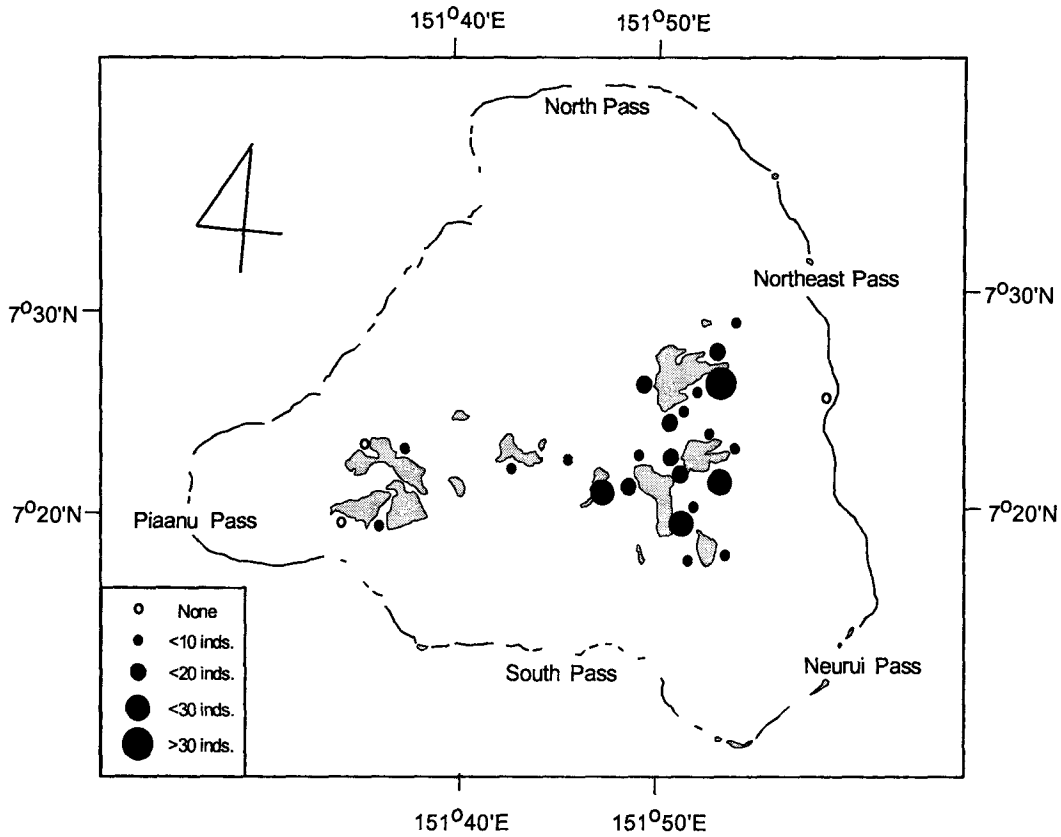 151°40'E 151°50'E
North Pass
Northeast Pass
7°30'N 7°30'N
7°20'N 7°20'N
Piaanu Pass
None
<10 inds.
<20 inds.
<30 inds.
>30 inds.
South Pass
Neurui Pass
151°40'E 151°50'E